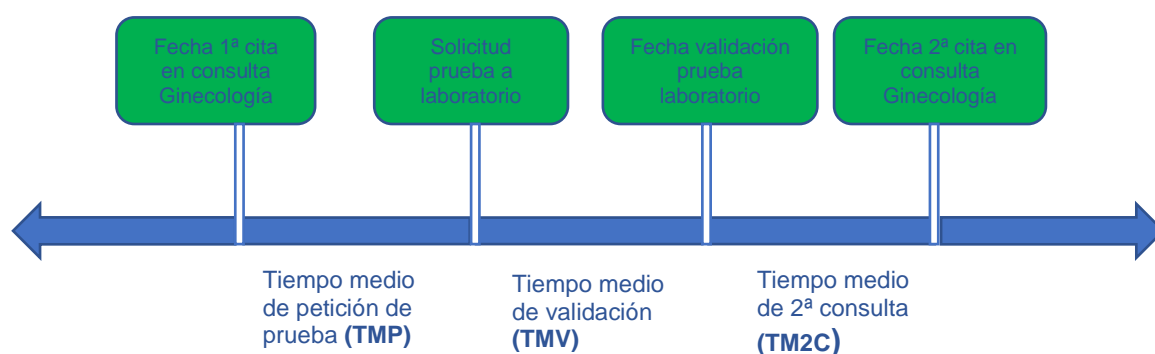 Fecha 1ª cita
en consulta
Ginecología
Solicitud
prueba a
laboratorio
Fecha validación
prueba
laboratorio
Fecha 2ª cita en
consulta
Ginecología
Tiempo medio
de petición de
prueba (TMP)
Tiempo medio
de validación
(TMV)
Tiempo medio
de 2ª consulta
(TM2C)